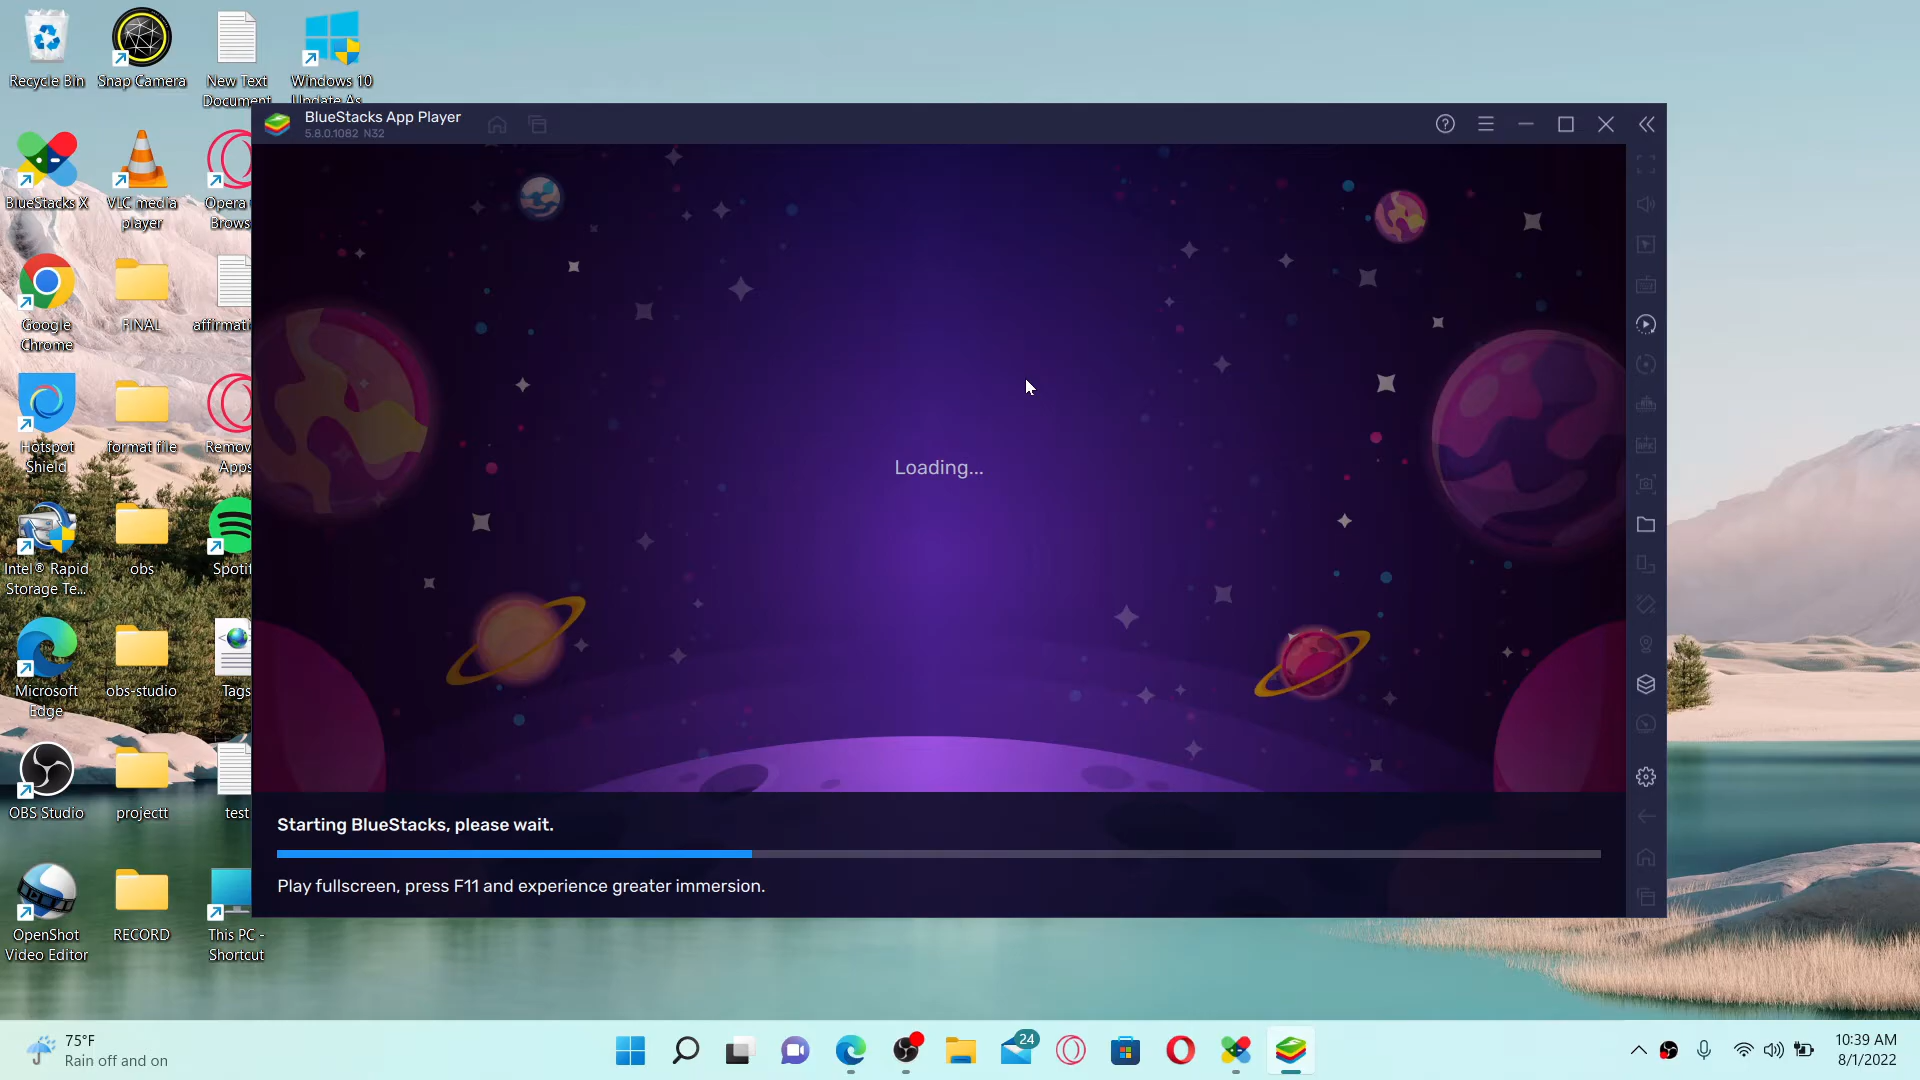 Recycle Bin
Snap Camera
New Text
Document
Windows 10
Update As...
BlueStacks App Player
5.8.0.1082 N32
BlueStacks X
VLC media
player
Opera
Brows
Google
Chrome
FINAL
affirmati
Hotspot
Shield
format file
Remov
Apps
Loading...
Intel® Rapid
Storage Te...
obs
Spotif
Microsoft
Edge
obs-studio
Tags
OBS Studio
projectt
test
Starting BlueStacks, please wait.
Play fullscreen, press F11 and experience greater immersion.
OpenShot
Video Editor
RECORD
This PC -
Shortcut
75°F
Rain off and on
24
10:39 AM
8/1/2022